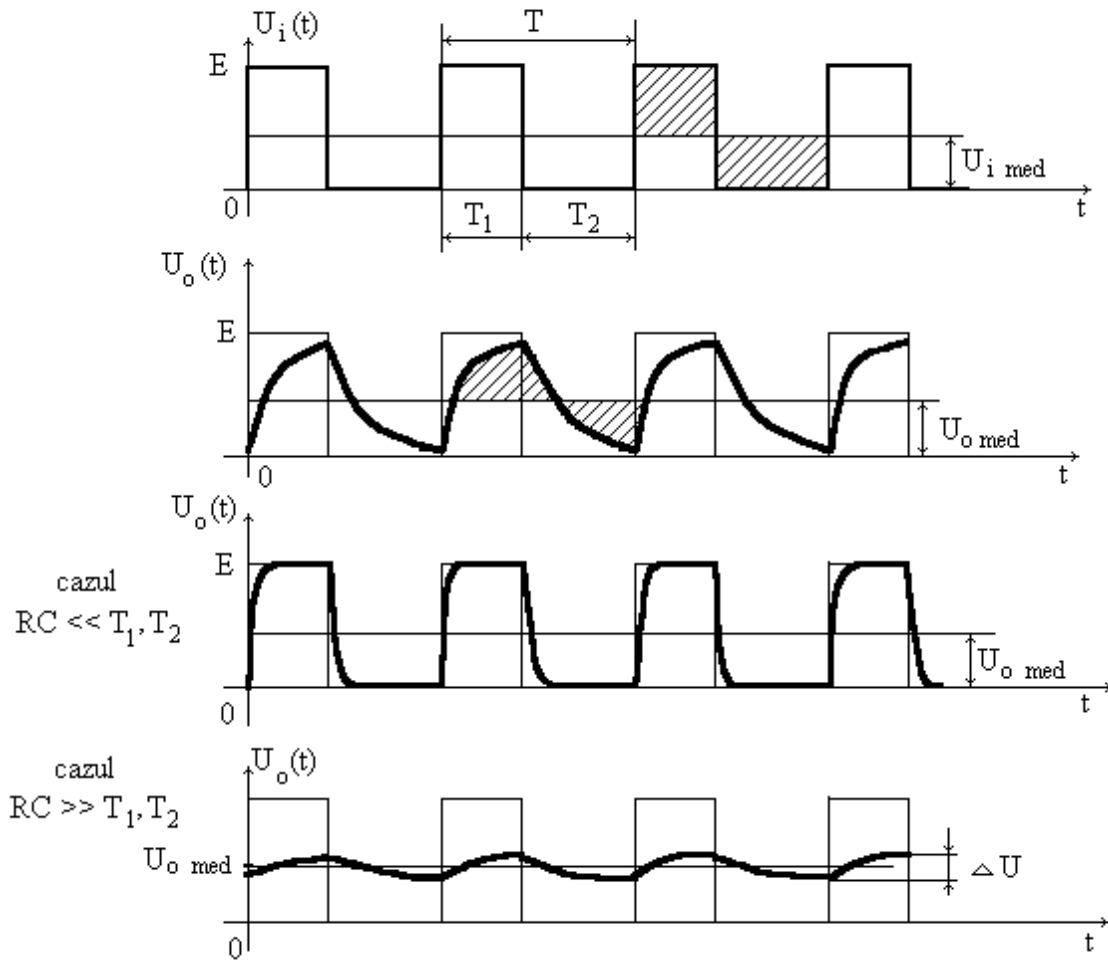 U_i(t)
T
E
U_i med
0
t
T_1
T_2
U_o(t)
E
U_o med
0
t
U_o(t)
E
cazul
RC << T_1, T_2
U_o med
0
t
U_o(t)
cazul
RC >> T_1, T_2
U_o med
△U
0
t